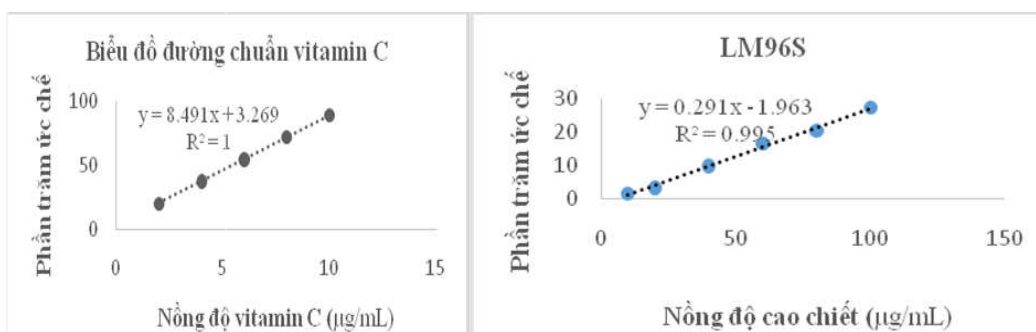 Biểu đồ đường chuẩn vitamin C
y = 8.491x + 3.269
R² = 1
Phần trăm ức chế
100
50
0
0 5 10 15
Nồng độ vitamin C (µg/mL)
LM96S
y = 0.291x - 1.963
R² = 0.995
Phần trăm ức chế
30
20
10
0
0 50 100 150
Nồng độ cao chiết (µg/mL)